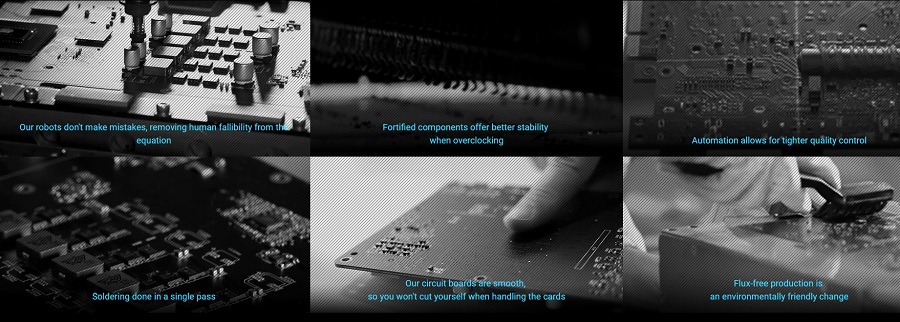 Our robots don't make mistakes, removing human fallibility from the
equation
Fortified components offer better stability
when overclocking
Automation allows for tighter quality control
Soldering done in a single pass
Our circuit boards are smooth,
so you won't cut yourself when handling the cards
Flux-free production is
an environmentally friendly change